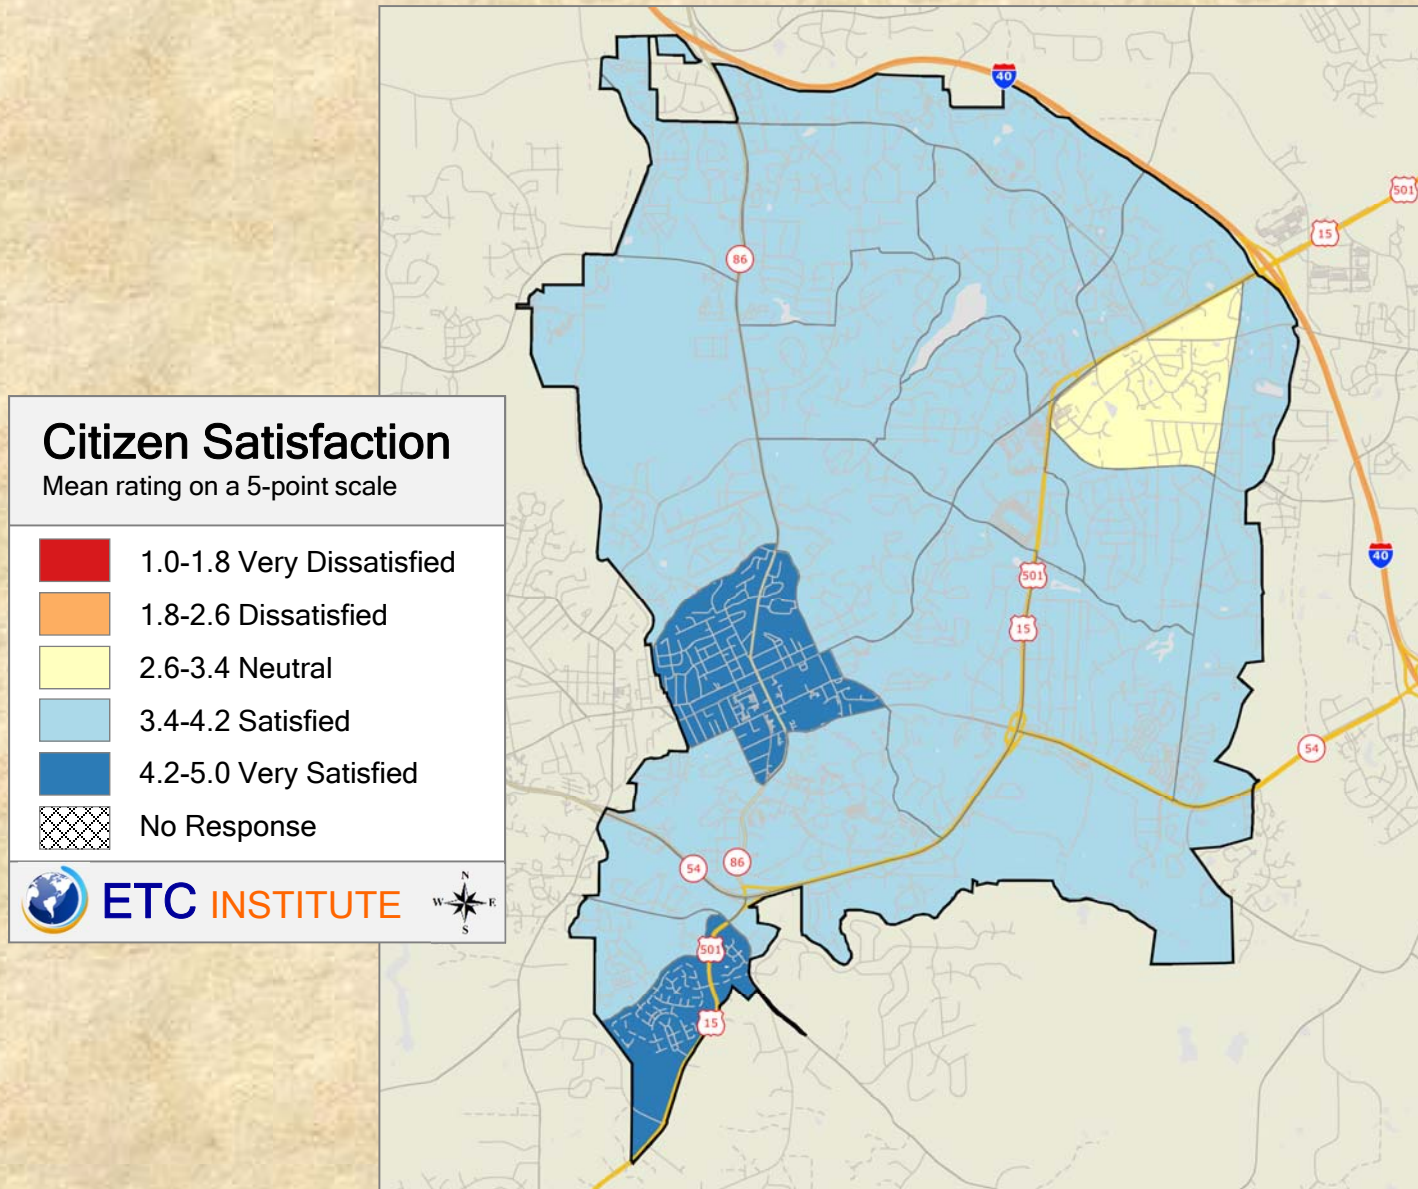 40
501
15
86
Citizen Satisfaction
Mean rating on a 5-point scale
1.0-1.8 Very Dissatisfied
1.8-2.6 Dissatisfied
2.6-3.4 Neutral
3.4-4.2 Satisfied
4.2-5.0 Very Satisfied
No Response
ETC INSTITUTE
N
W E
S
40
501
15
54
54
86
501
15